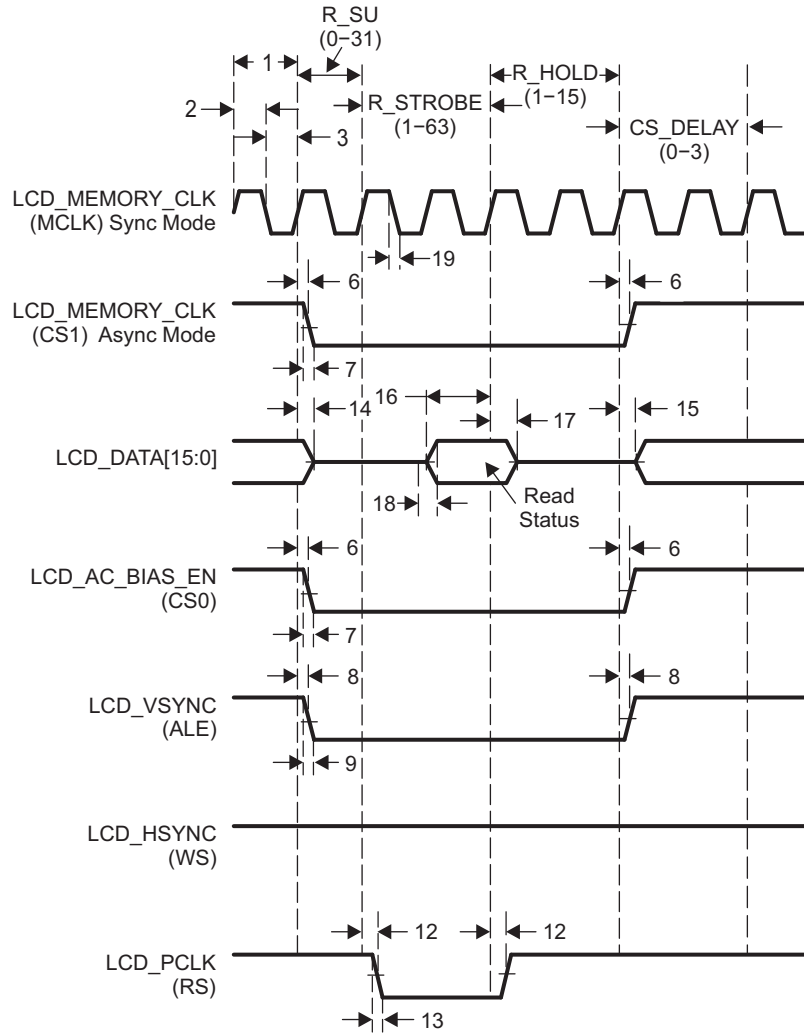 R_SU
(0−31)
1
R_HOLD
(1−15)
2
R_STROBE
(1−63)
CS_DELAY
(0−3)
3
LCD_MEMORY_CLK
(MCLK) Sync Mode
19
6
6
LCD_MEMORY_CLK
(CS1) Async Mode
7
16
14
17
15
LCD_DATA[15:0]
18
Read
Status
6
6
LCD_AC_BIAS_EN
(CS0)
7
8
8
LCD_VSYNC
(ALE)
9
LCD_HSYNC
(WS)
12
12
LCD_PCLK
(RS)
13